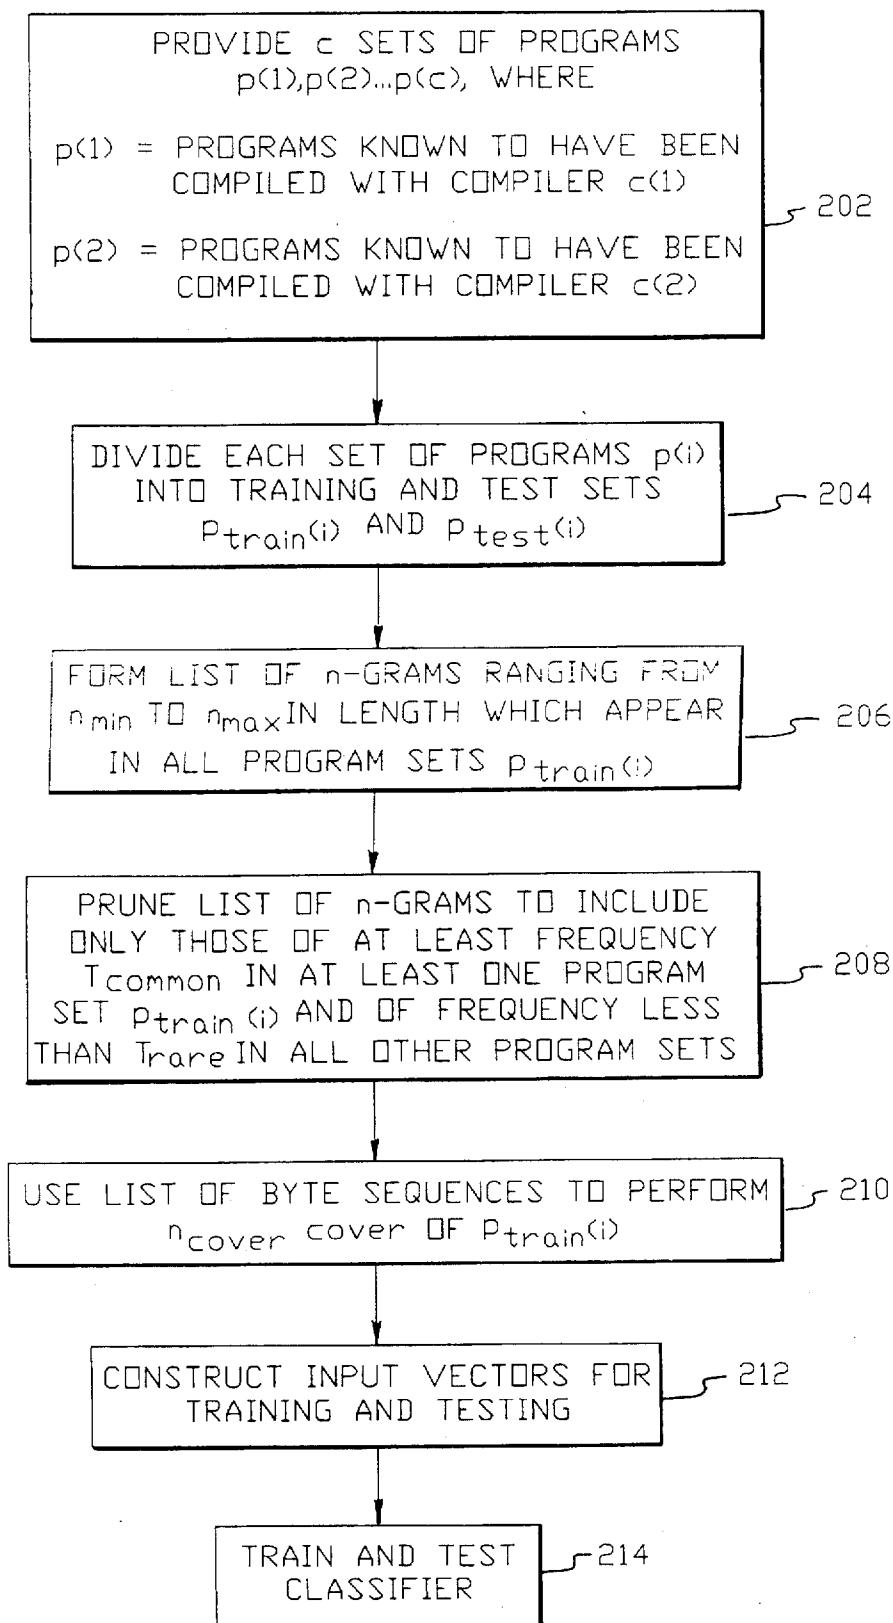 PROVIDE c SETS OF PROGRAMS
p(1),p(2)...p(c), WHERE
p(1) = PROGRAMS KNOWN TO HAVE BEEN
COMPILED WITH COMPILER c(1)
p(2) = PROGRAMS KNOWN TO HAVE BEEN
COMPILED WITH COMPILER c(2)
202
DIVIDE EACH SET OF PROGRAMS p(i)
INTO TRAINING AND TEST SETS
Ptrain(i) AND Ptest(i)
204
FORM LIST OF n-GRAMS RANGING FROM
nmin TO nmax IN LENGTH WHICH APPEAR
IN ALL PROGRAM SETS Ptrain(i)
206
PRUNE LIST OF n-GRAMS TO INCLUDE
ONLY THOSE OF AT LEAST FREQUENCY
Tcommon IN AT LEAST ONE PROGRAM
SET Ptrain(i) AND OF FREQUENCY LESS
THAN Trare IN ALL OTHER PROGRAM SETS
208
USE LIST OF BYTE SEQUENCES TO PERFORM
ncover cover OF Ptrain(i)
210
CONSTRUCT INPUT VECTORS FOR
TRAINING AND TESTING
212
TRAIN AND TEST
CLASSIFIER
214